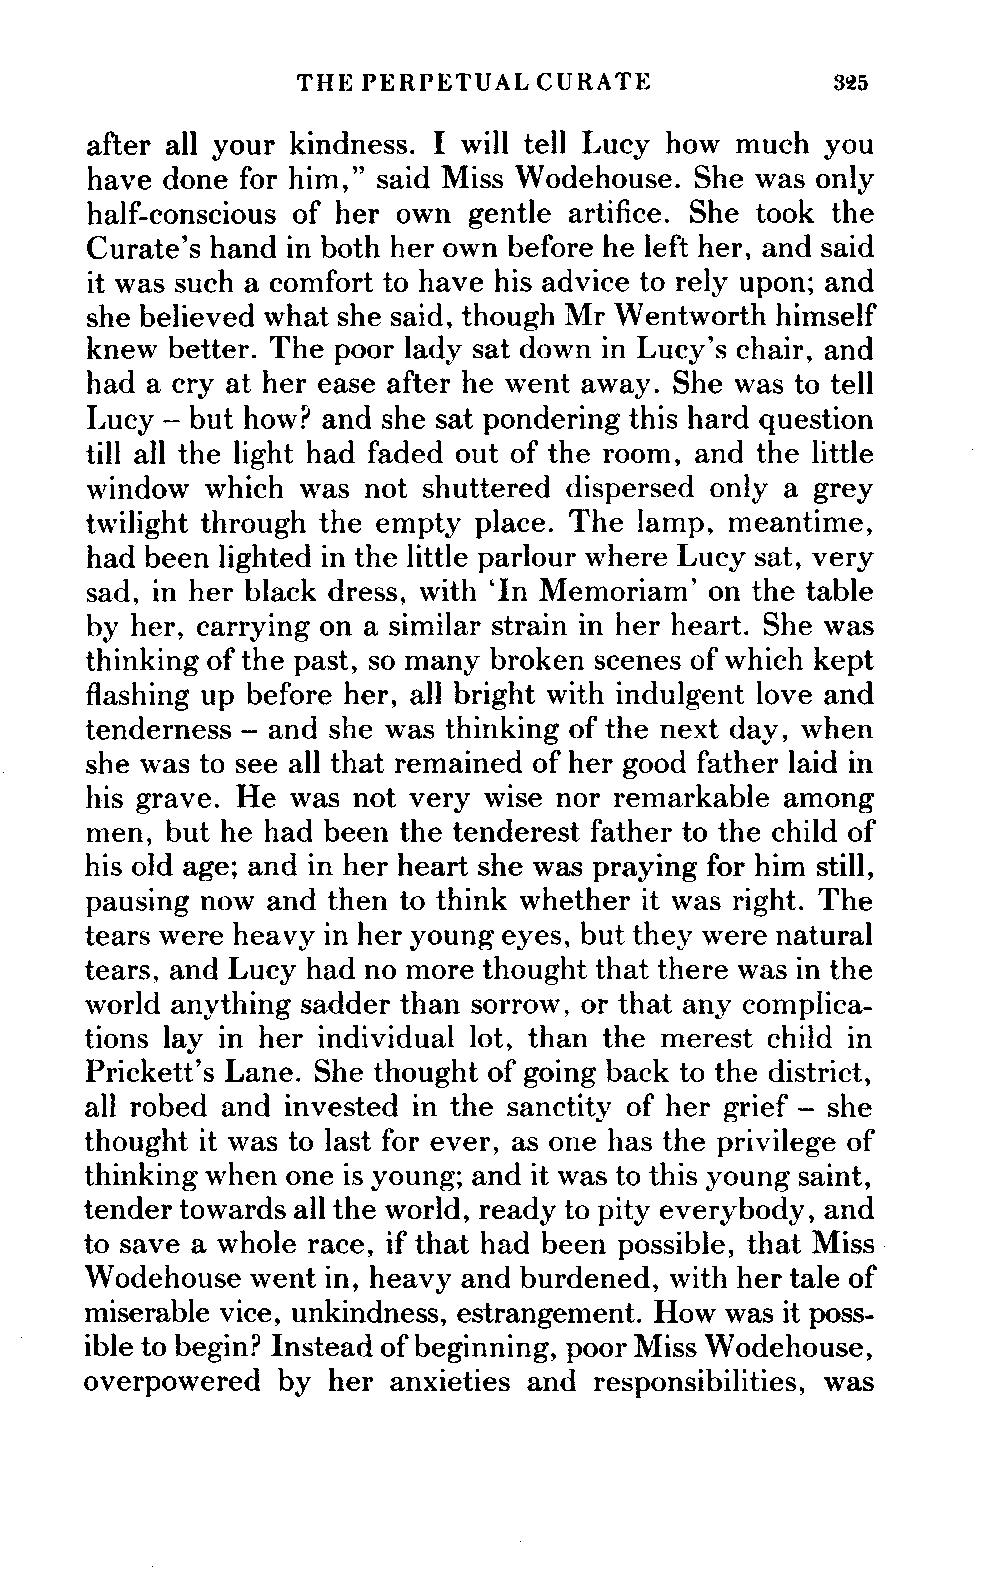 THE PERPETUAL CURATE 325
after all your kindness. I will tell Lucy how much you
have done for him,” said Miss Wodehouse. She was only
half-conscious of her own gentle artifice. She took the
Curate’s hand in both her own before he left her, and said
it was such a comfort to have his advice to rely upon; and
she believed what she said, though Mr Wentworth himself
knew better. The poor lady sat down in Lucy’s chair, and
had a cry at her ease after he went away. She was to tell
Lucy – but how? and she sat pondering this hard question
till all the light had faded out of the room, and the little
window which was not shuttered dispersed only a grey
twilight through the empty place. The lamp, meantime,
had been lighted in the little parlour where Lucy sat, very
sad, in her black dress, with ‘In Memoriam’ on the table
by her, carrying on a similar strain in her heart. She was
thinking of the past, so many broken scenes of which kept
flashing up before her, all bright with indulgent love and
tenderness – and she was thinking of the next day, when
she was to see all that remained of her good father laid in
his grave. He was not very wise nor remarkable among
men, but he had been the tenderest father to the child of
his old age; and in her heart she was praying for him still,
pausing now and then to think whether it was right. The
tears were heavy in her young eyes, but they were natural
tears, and Lucy had no more thought that there was in the
world anything sadder than sorrow, or that any complica-
tions lay in her individual lot, than the merest child in
Prickett’s Lane. She thought of going back to the district,
all robed and invested in the sanctity of her grief – she
thought it was to last for ever, as one has the privilege of
thinking when one is young; and it was to this young saint,
tender towards all the world, ready to pity everybody, and
to save a whole race, if that had been possible, that Miss
Wodehouse went in, heavy and burdened, with her tale of
miserable vice, unkindness, estrangement. How was it poss-
ible to begin? Instead of beginning, poor Miss Wodehouse,
overpowered by her anxieties and responsibilities, was